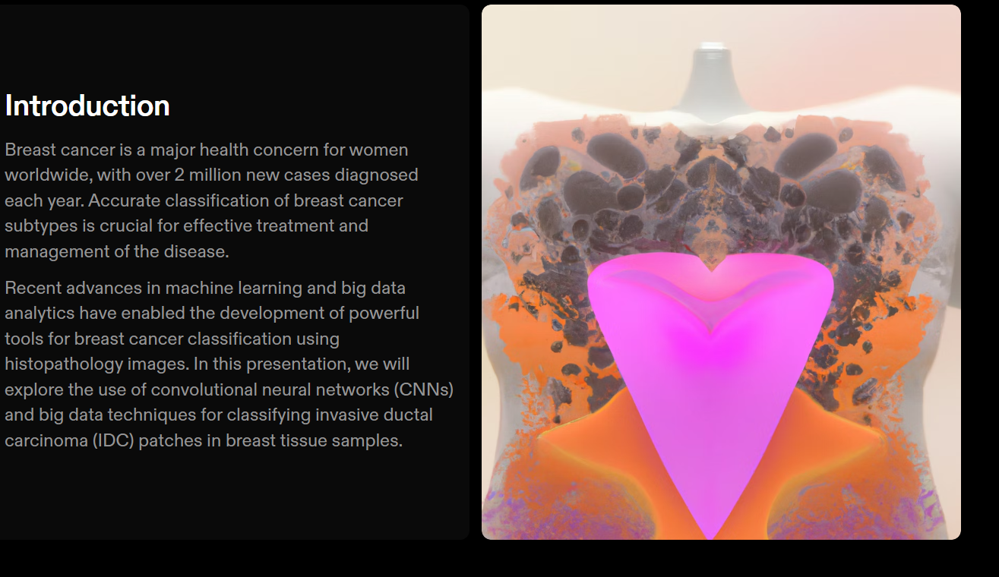 Introduction
Breast cancer is a major health concern for women
worldwide, with over 2 million new cases diagnosed
each year. Accurate classification of breast cancer
subtypes is crucial for effective treatment and
management of the disease.
Recent advances in machine learning and big data
analytics have enabled the development of powerful
tools for breast cancer classification using
histopathology images. In this presentation, we will
explore the use of convolutional neural networks (CNNs)
and big data techniques for classifying invasive ductal
carcinoma (IDC) patches in breast tissue samples.